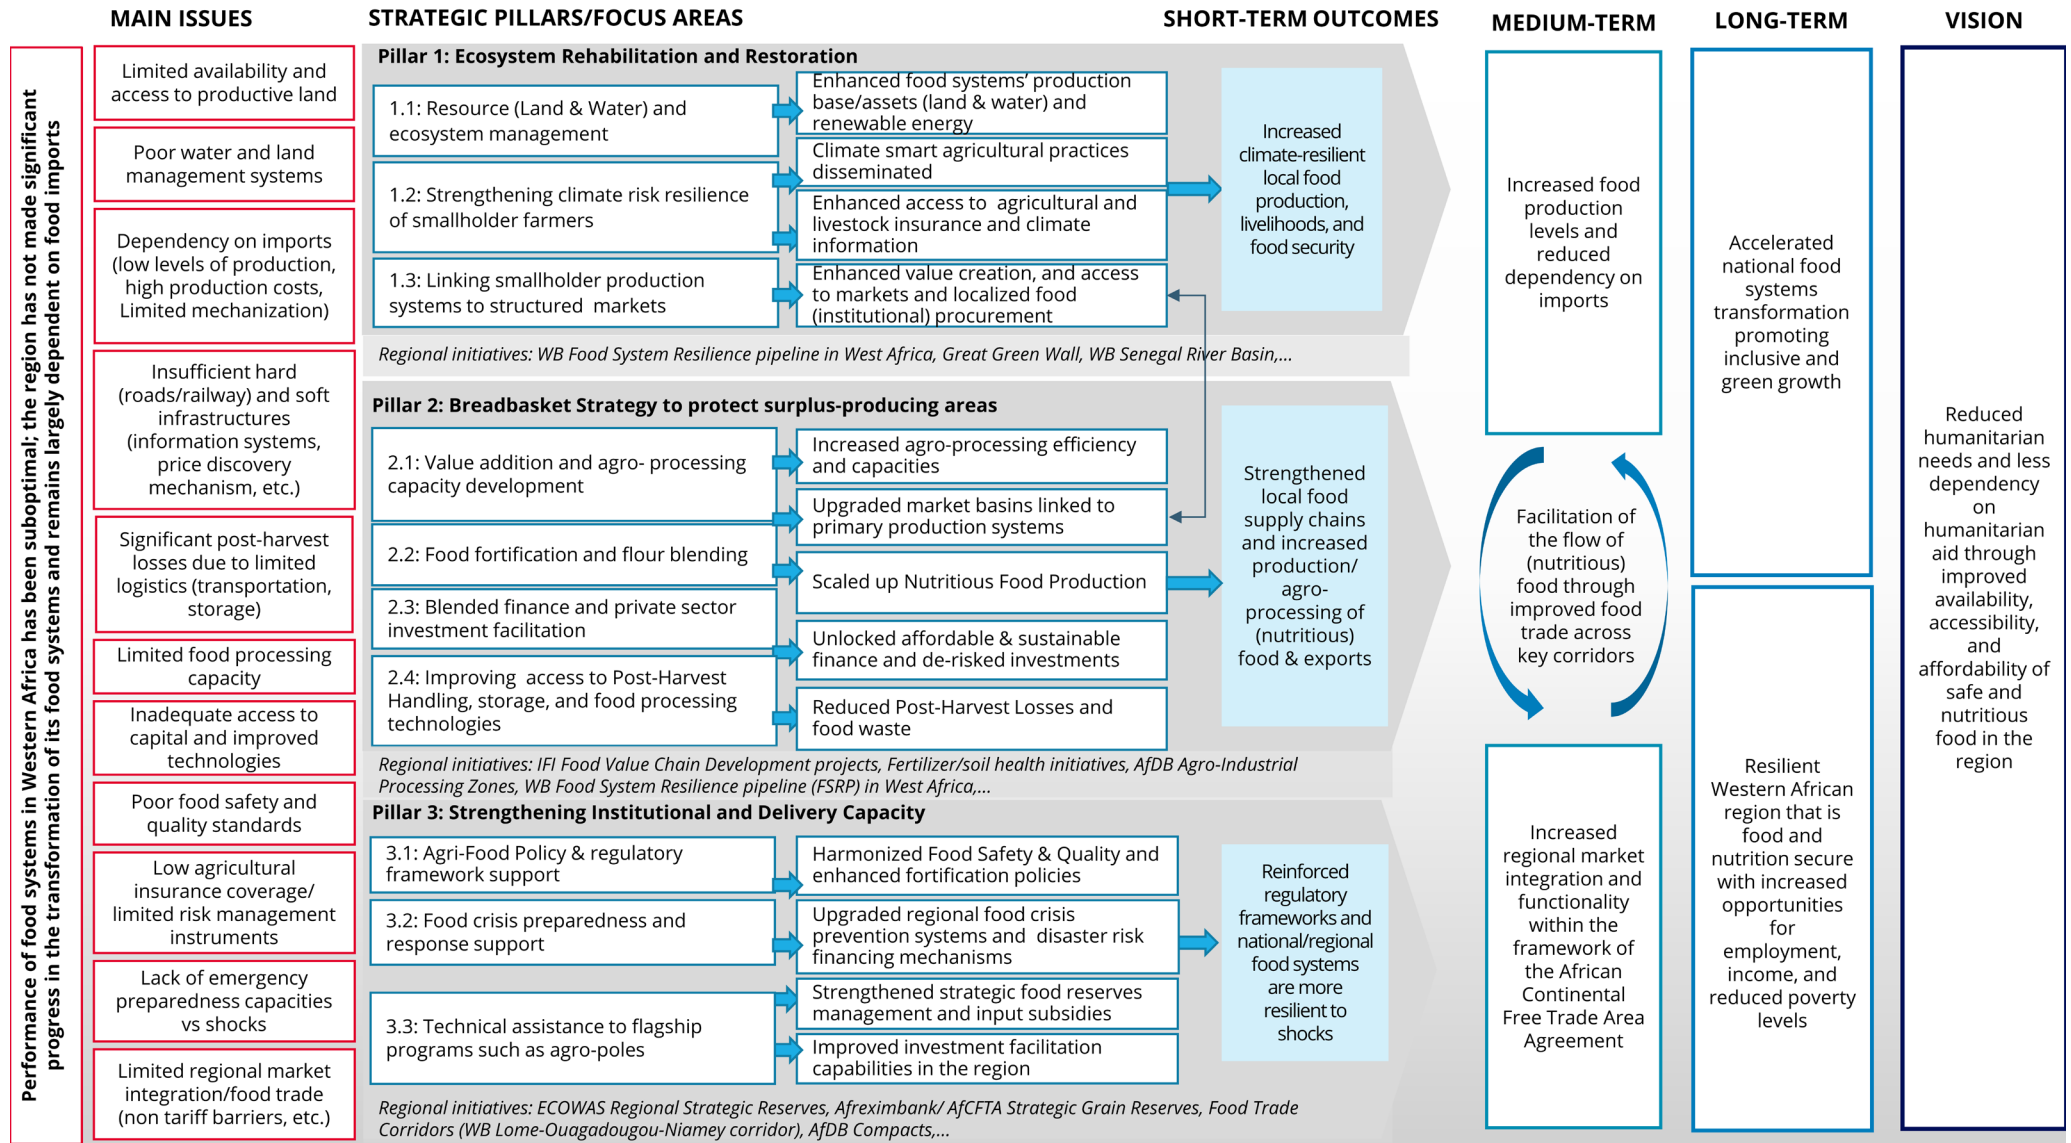 MAIN ISSUES
STRATEGIC PILLARS/FOCUS AREAS
SHORT-TERM OUTCOMES
MEDIUM-TERM
LONG-TERM
VISION
Performance of food systems in Western Africa has been suboptimal; the region has not made significant
progress in the transformation of its food systems and remains largely dependent on food imports
Limited availability and
access to productive land
Poor water and land
management systems
Dependency on imports
(low levels of production,
high production costs,
Limited mechanization)
Insufficient hard
(roads/railway) and soft
infrastructures
(information systems,
price discovery
mechanism, etc.)
Significant post-harvest
losses due to limited
logistics (transportation,
storage)
Limited food processing
capacity
Inadequate access to
capital and improved
technologies
Poor food safety and
quality standards
Low agricultural
insurance coverage/
limited risk management
instruments
Lack of emergency
preparedness capacities
vs shocks
Limited regional market
integration/food trade
(non tariff barriers, etc.)
Pillar 1: Ecosystem Rehabilitation and Restoration
1.1: Resource (Land & Water) and
ecosystem management
1.2: Strengthening climate risk resilience
of smallholder farmers
1.3: Linking smallholder production
systems to structured  markets
Enhanced food systems’ production
base/assets (land & water) and
renewable energy
Climate smart agricultural practices
disseminated
Enhanced access to  agricultural and
livestock insurance and climate
information
Enhanced value creation, and access
to markets and localized food
(institutional) procurement
Increased
climate-resilient
local food
production,
livelihoods, and
food security
Regional initiatives: WB Food System Resilience pipeline in West Africa, Great Green Wall, WB Senegal River Basin,...
Pillar 2: Breadbasket Strategy to protect surplus-producing areas
2.1: Value addition and agro- processing
capacity development
2.2: Food fortification and flour blending
2.3: Blended finance and private sector
investment facilitation
2.4: Improving  access to Post-Harvest
Handling, storage, and food processing
technologies
Increased agro-processing efficiency
and capacities
Upgraded market basins linked to
primary production systems
Scaled up Nutritious Food Production
Unlocked affordable & sustainable
finance and de-risked investments
Reduced Post-Harvest Losses and
food waste
Strengthened
local food
supply chains
and increased
production/
agro-
processing of
(nutritious)
food & exports
Regional initiatives: IFI Food Value Chain Development projects, Fertilizer/soil health initiatives, AfDB Agro-Industrial
Processing Zones, WB Food System Resilience pipeline (FSRP) in West Africa,...
Pillar 3: Strengthening Institutional and Delivery Capacity
3.1: Agri-Food Policy & regulatory
framework support
3.2: Food crisis preparedness and
response support
3.3: Technical assistance to flagship
programs such as agro-poles
Harmonized Food Safety & Quality and
enhanced fortification policies
Upgraded regional food crisis
prevention systems and  disaster risk
financing mechanisms
Strengthened strategic food reserves
management and input subsidies
Improved investment facilitation
capabilities in the region
Reinforced
regulatory
frameworks and
national/regional
food systems
are more
resilient to
shocks
Regional initiatives: ECOWAS Regional Strategic Reserves, Afreximbank/ AfCFTA Strategic Grain Reserves, Food Trade
Corridors (WB Lome-Ouagadougou-Niamey corridor), AfDB Compacts,...
Increased food
production
levels and
reduced
dependency on
imports
Facilitation of
the flow of
(nutritious)
food through
improved food
trade across
key corridors
Increased
regional market
integration and
functionality
within the
framework of
the African
Continental
Free Trade Area
Agreement
Accelerated
national food
systems
transformation
promoting
inclusive and
green growth
Resilient
Western African
region that is
food and
nutrition secure
with increased
opportunities
for
employment,
income, and
reduced poverty
levels
Reduced
humanitarian
needs and less
dependency
on
humanitarian
aid through
improved
availability,
accessibility,
and
affordability of
safe and
nutritious
food in the
region